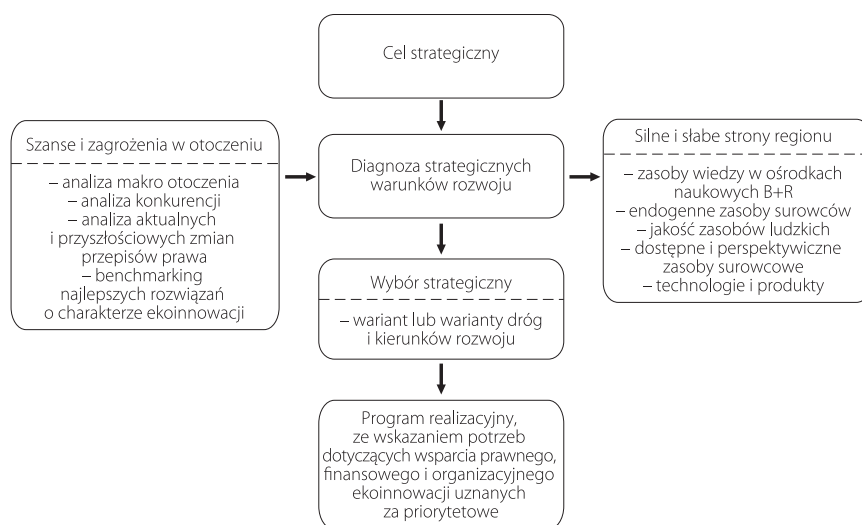 Cel strategiczny
Szanse i zagrożenia w otoczeniu
– analiza makro otoczenia
– analiza konkurencji
– analiza aktualnych
i przyszłościowych zmian
przepisów prawa
– benchmarking
najlepszych rozwiązań
o charakterze ekoinnowacji
Diagnoza strategicznych
warunków rozwoju
Silne i słabe strony regionu
– zasoby wiedzy w ośrodkach
naukowych B+R
– endogenne zasoby surowców
– jakość zasobów ludzkich
– dostępne i perspektywiczne
zasoby surowcowe
– technologie i produkty
Wybór strategiczny
– wariant lub warianty dróg
i kierunków rozwoju
Program realizacyjny,
ze wskazaniem potrzeb
dotyczących wsparcia prawnego,
finansowego i organizacyjnego
ekoinnowacji uznanych
za priorytetowe